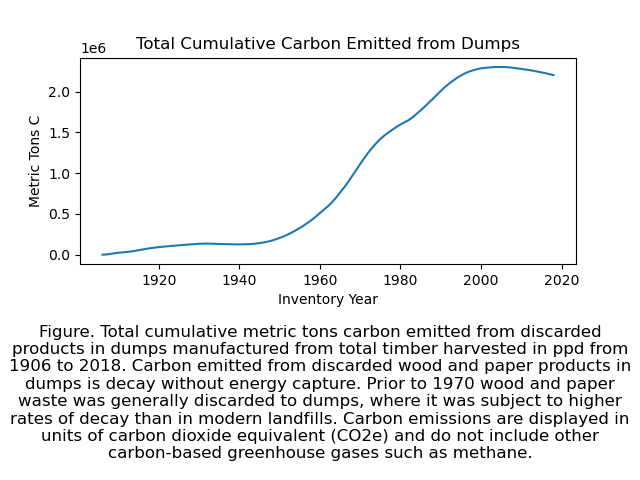 Total Cumulative Carbon Emitted from Dumps
1e6
2.0
1.5
1.0
0.5
0.0
Metric Tons C
1920 1940 1960 1980 2000 2020
Inventory Year
Figure. Total cumulative metric tons carbon emitted from discarded
products in dumps manufactured from total timber harvested in ppd from
1906 to 2018. Carbon emitted from discarded wood and paper products in
dumps is decay without energy capture. Prior to 1970 wood and paper
waste was generally discarded to dumps, where it was subject to higher
rates of decay than in modern landfills. Carbon emissions are displayed in
units of carbon dioxide equivalent (CO2e) and do not include other
carbon-based greenhouse gases such as methane.